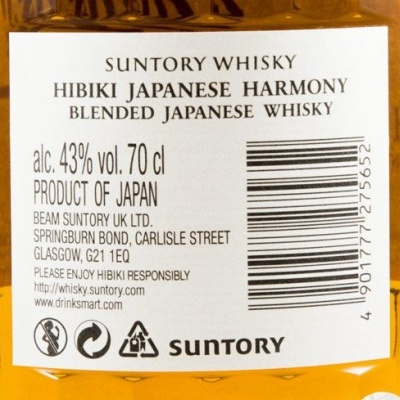 SUNTORY WHISKY
HIBIKI JAPANESE HARMONY
BLENDED JAPANESE WHISKY
alc. 43% vol. 70 cl
PRODUCT OF JAPAN
BEAM SUNTORY UK LTD.
SPRINGBURN BOND, CARLISLE STREET
GLASGOW, G21 1EQ
PLEASE ENJOY HIBIKI RESPONSIBLY
http://whisky.suntory.com
www.drinksmart.com
SUNTORY
4 901777 275652